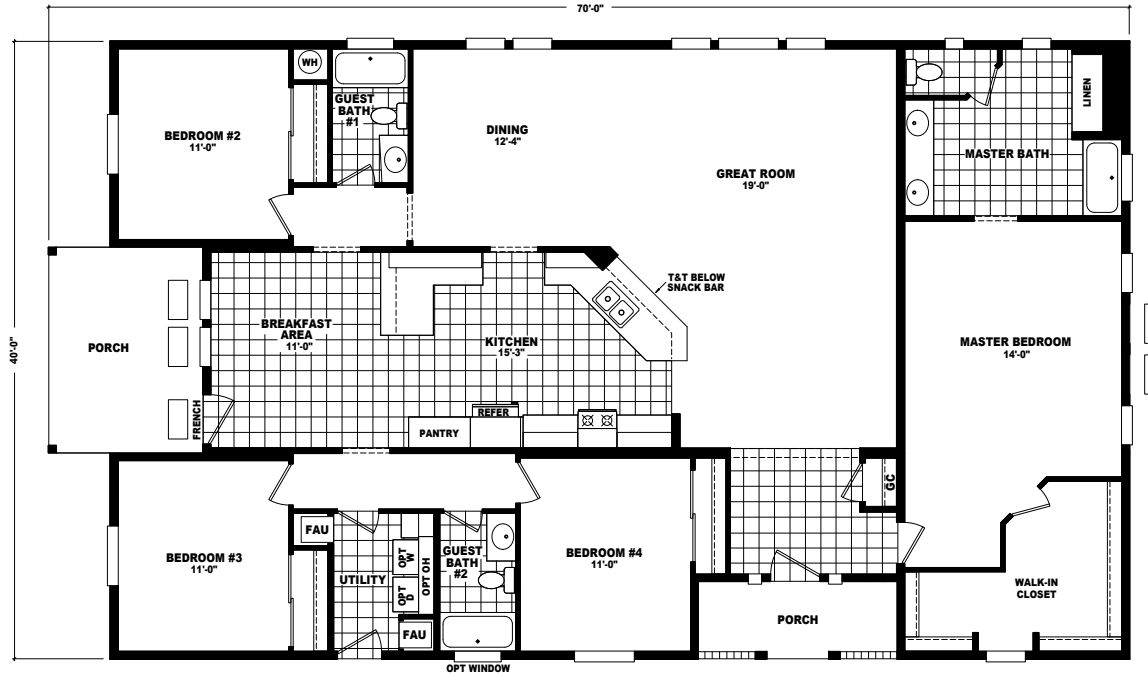 70'-0"
40'-0"
BEDROOM #2
11'-0"
WH
GUEST
BATH
#1
DINING
12'-4"
GREAT ROOM
19'-0"
LINEN
MASTER BATH
T&T BELOW
SNACK BAR
PORCH
FRENCH
BREAKFAST
AREA
11'-0"
KITCHEN
15'-3"
REFER
PANTRY
MASTER BEDROOM
14'-0"
GC
BEDROOM #3
11'-0"
FAU
UTILITY
OPT
W
OPT
D
OPT OH
FAU
GUEST
BATH
#2
OPT WINDOW
BEDROOM #4
11'-0"
PORCH
WALK-IN
CLOSET